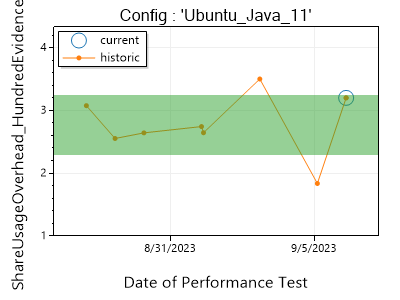 Config : 'Ubuntu_Java_11'
current
historic
ShareUsageOverhead_HundredEvidence
4
3
2
1
8/31/2023
9/5/2023
Date of Performance Test